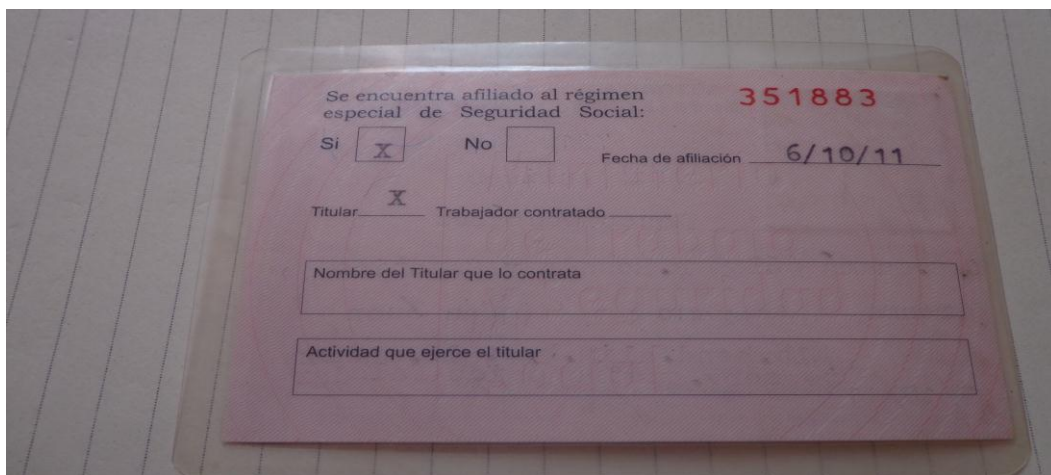 Se encuentra afiliado al régimen 351883
especial de Seguridad Social:
Si X No Fecha de afiliación 6/10/11
X
Titular Trabajador contratado
Nombre del Titular que lo contrata
Actividad que ejerce el titular